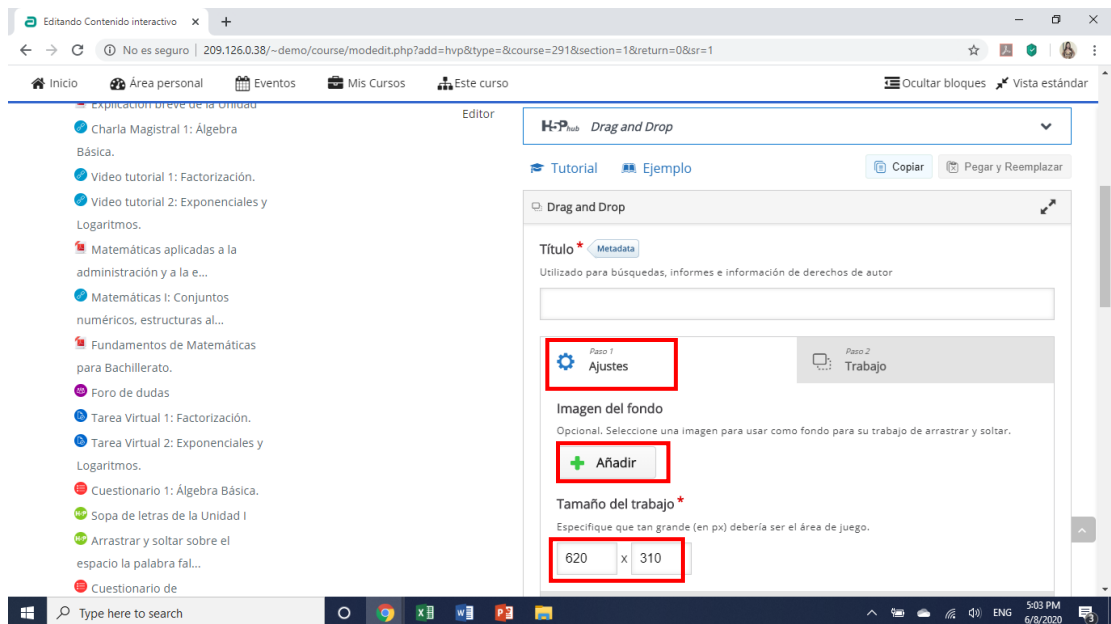 Editando Contenido interactivo
No es seguro | 209.126.0.38/~demo/course/modedit.php?add=hvp&type=&course=291&section=1&return=0&sr=1
Inicio Área personal Eventos Mis Cursos Este curso Ocultar bloques Vista estándar
Explicación breve de la Unidad
Charla Magistral 1: Álgebra
Básica.
Video tutorial 1: Factorización.
Video tutorial 2: Exponenciales y
Logaritmos.
Matemáticas aplicadas a la
administración y a la e...
Matemáticas I: Conjuntos
numéricos, estructuras al...
Fundamentos de Matemáticas
para Bachillerato.
Foro de dudas
Tarea Virtual 1: Factorización.
Tarea Virtual 2: Exponenciales y
Logaritmos.
Cuestionario 1: Álgebra Básica.
Sopa de letras de la Unidad I
Arrastrar y soltar sobre el
espacio la palabra fal...
Cuestionario de
Editor
H5Phub Drag and Drop
Tutorial Ejemplo Copiar Pegar y Reemplazar
Drag and Drop
Título * Metadata
Utilizado para búsquedas, informes e información de derechos de autor
Paso 1
Ajustes
Paso 2
Trabajo
Imagen del fondo
Opcional. Seleccione una imagen para usar como fondo para su trabajo de arrastrar y soltar.
Añadir
Tamaño del trabajo *
Especifique que tan grande (en px) debería ser el área de juego.
620 x 310
Type here to search
ENG
5:03 PM
6/8/2020
3